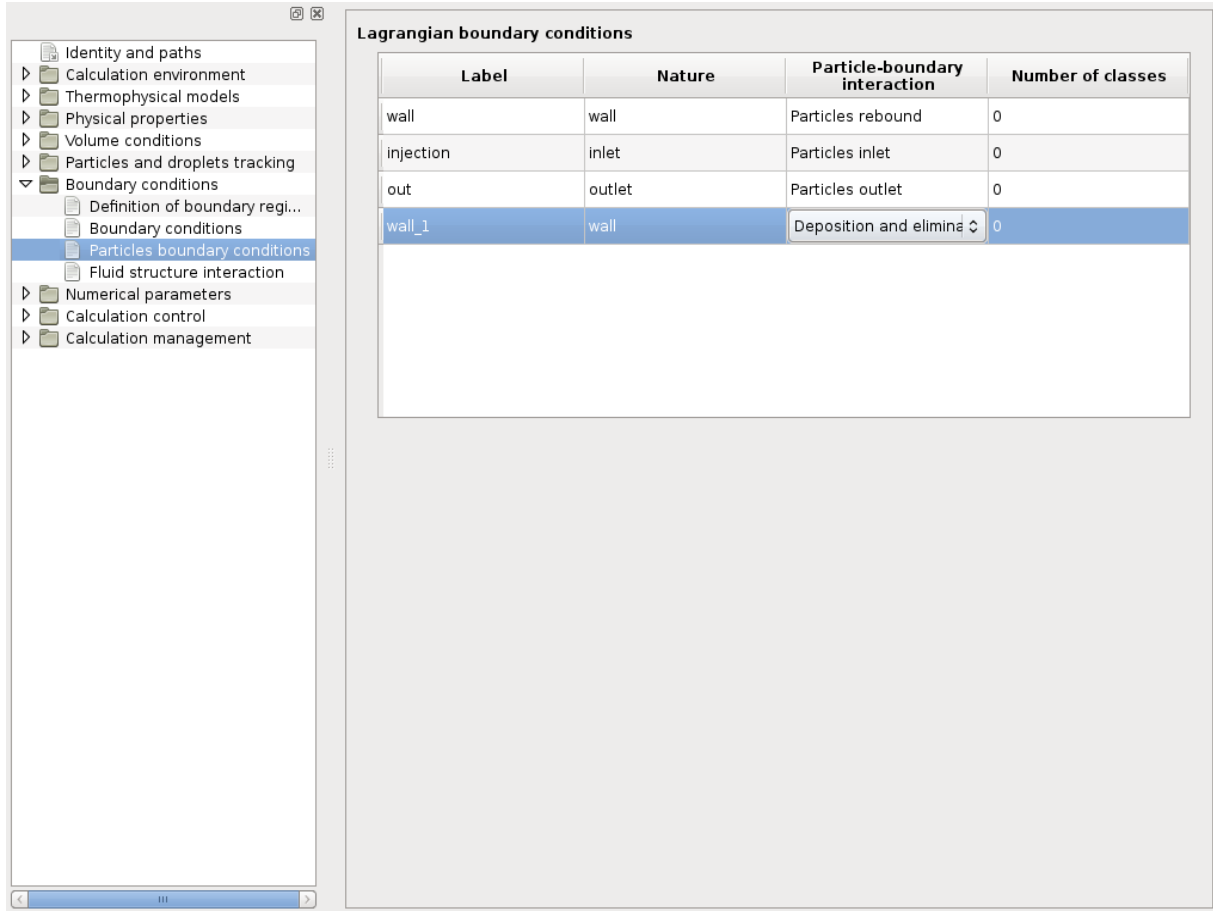 Identity and paths
Calculation environment
Thermophysical models
Physical properties
Volume conditions
Particles and droplets tracking
Boundary conditions
Definition of boundary regi...
Boundary conditions
Particles boundary conditions
Fluid structure interaction
Numerical parameters
Calculation control
Calculation management
Lagrangian boundary conditions
Label Nature Particle-boundary interaction Number of classes
wall wall Particles rebound 0
injection inlet Particles inlet 0
out outlet Particles outlet 0
wall_1 wall Deposition and elimina 0